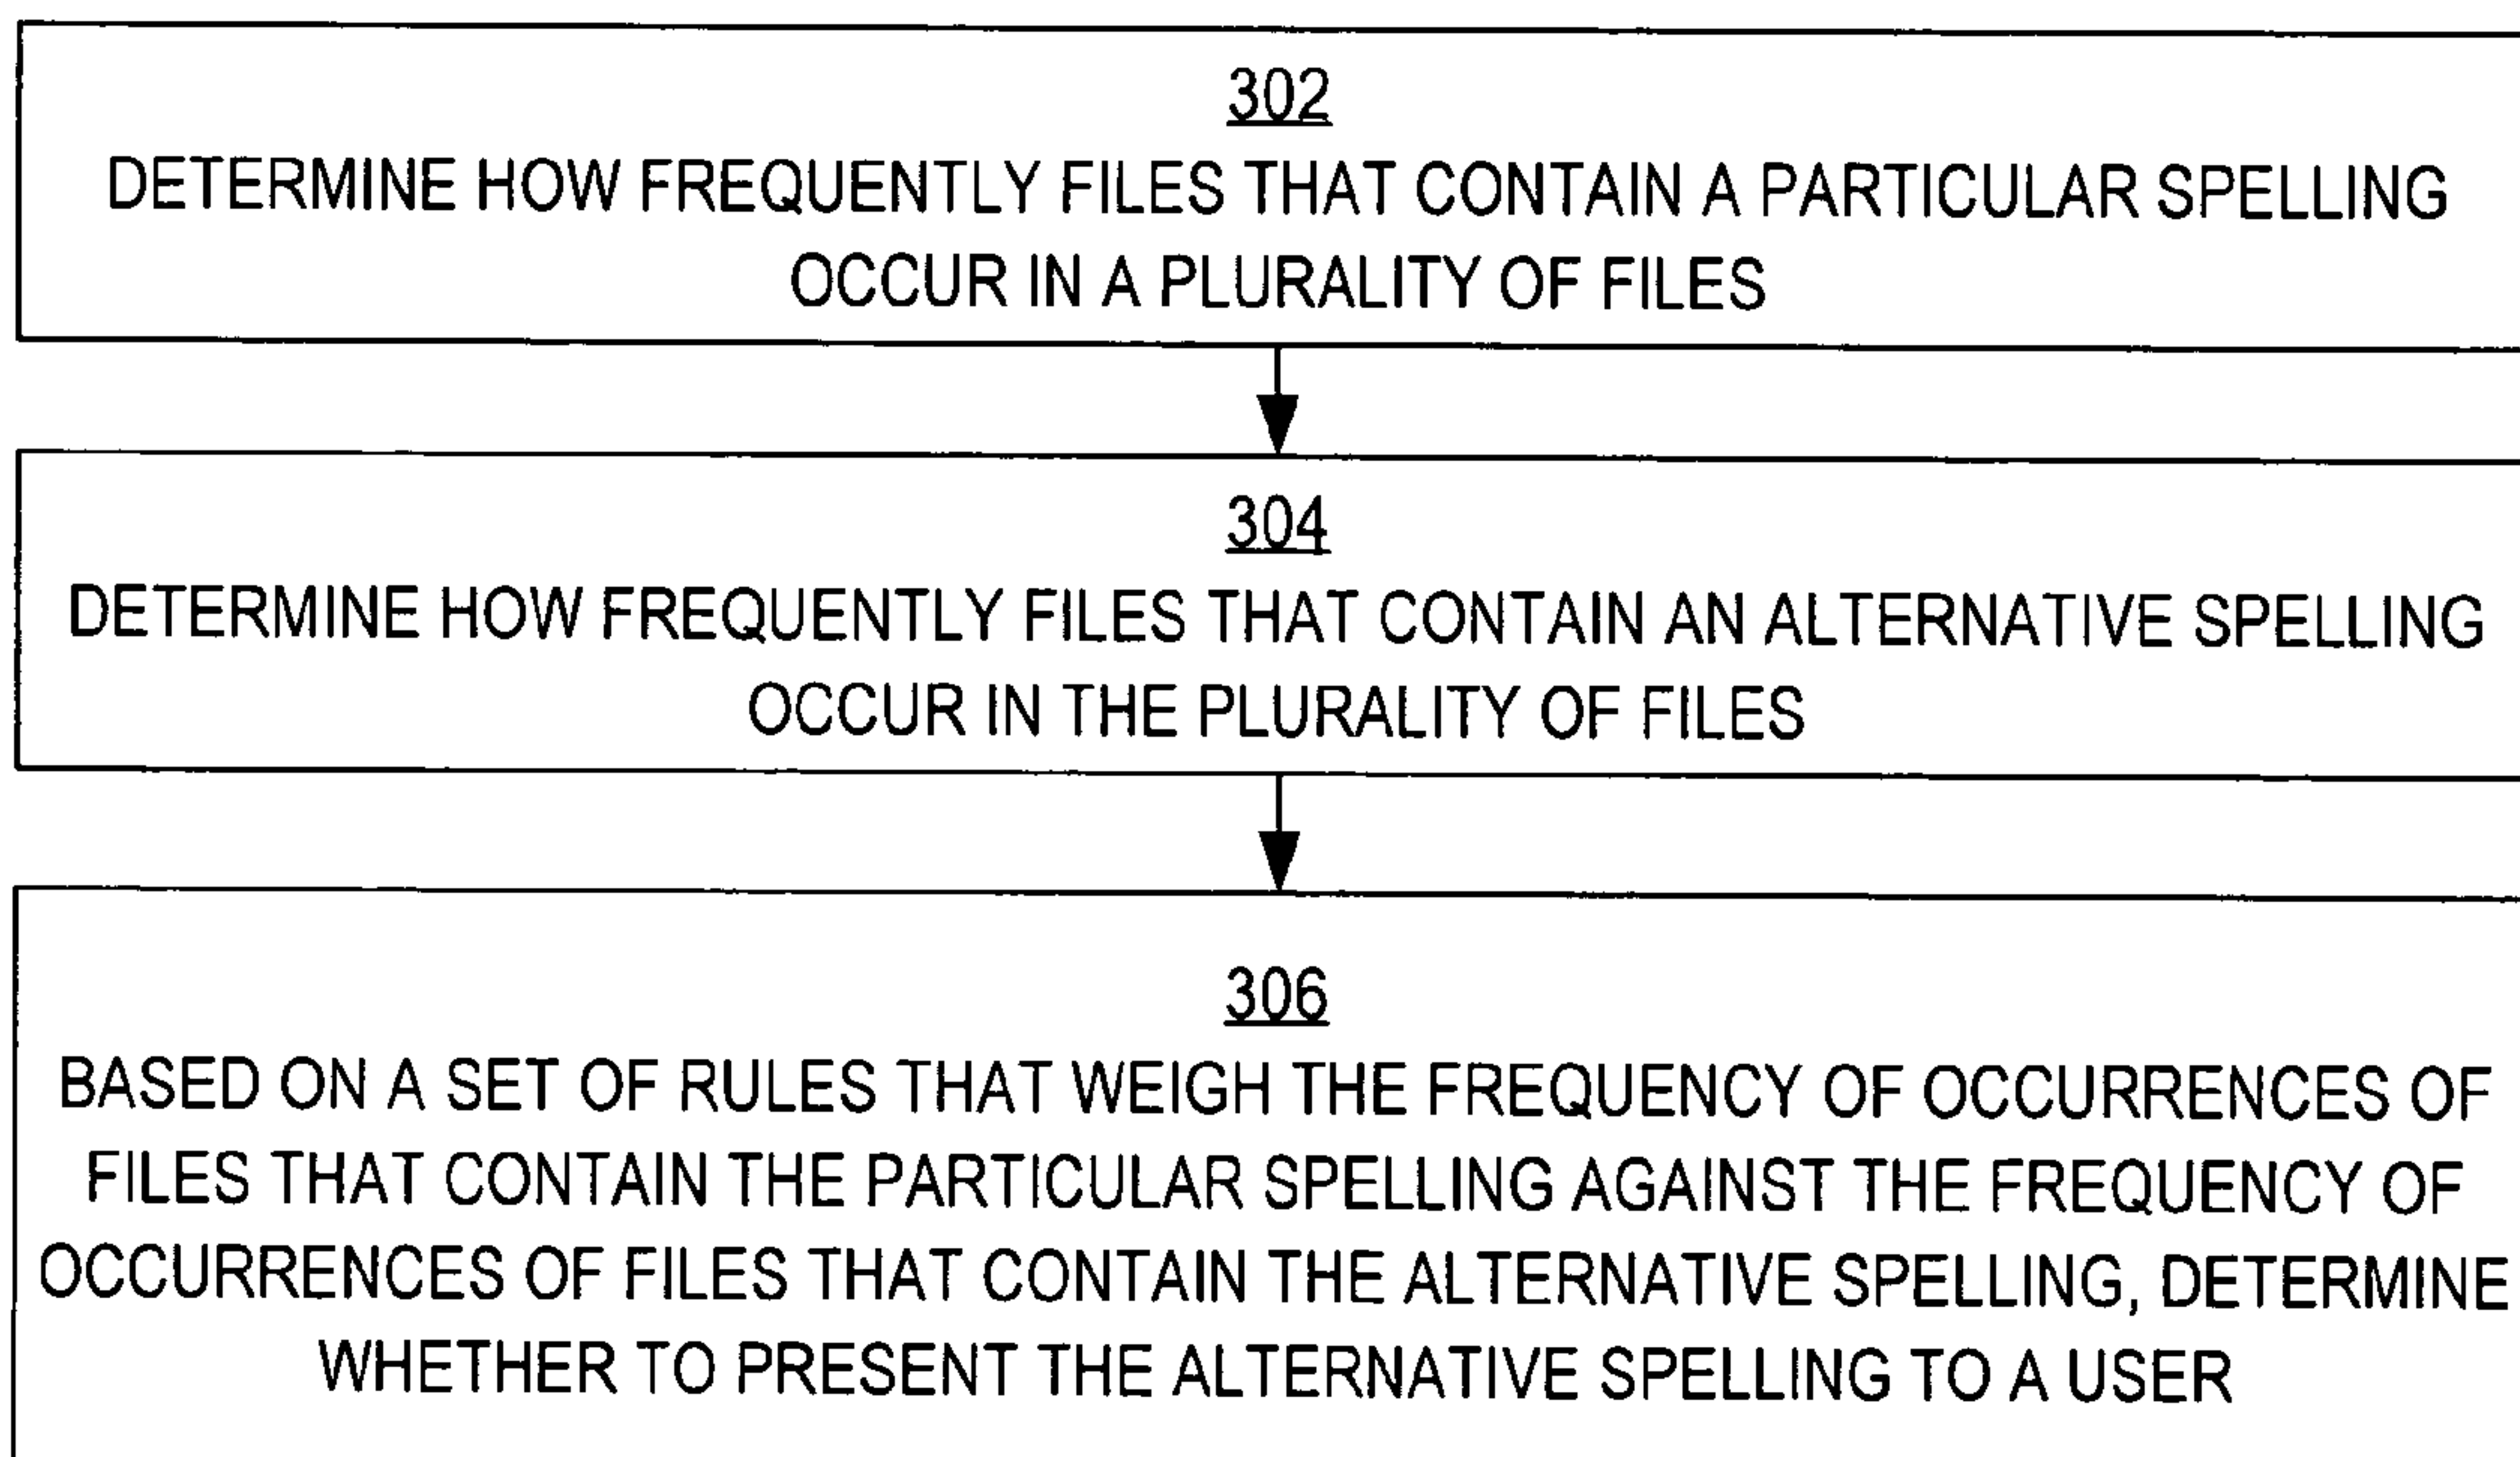 302
DETERMINE HOW FREQUENTLY FILES THAT CONTAIN A PARTICULAR SPELLING
OCCUR IN A PLURALITY OF FILES
304
DETERMINE HOW FREQUENTLY FILES THAT CONTAIN AN ALTERNATIVE SPELLING
OCCUR IN THE PLURALITY OF FILES
306
BASED ON A SET OF RULES THAT WEIGH THE FREQUENCY OF OCCURRENCES OF
FILES THAT CONTAIN THE PARTICULAR SPELLING AGAINST THE FREQUENCY OF
OCCURRENCES OF FILES THAT CONTAIN THE ALTERNATIVE SPELLING, DETERMINE
WHETHER TO PRESENT THE ALTERNATIVE SPELLING TO A USER